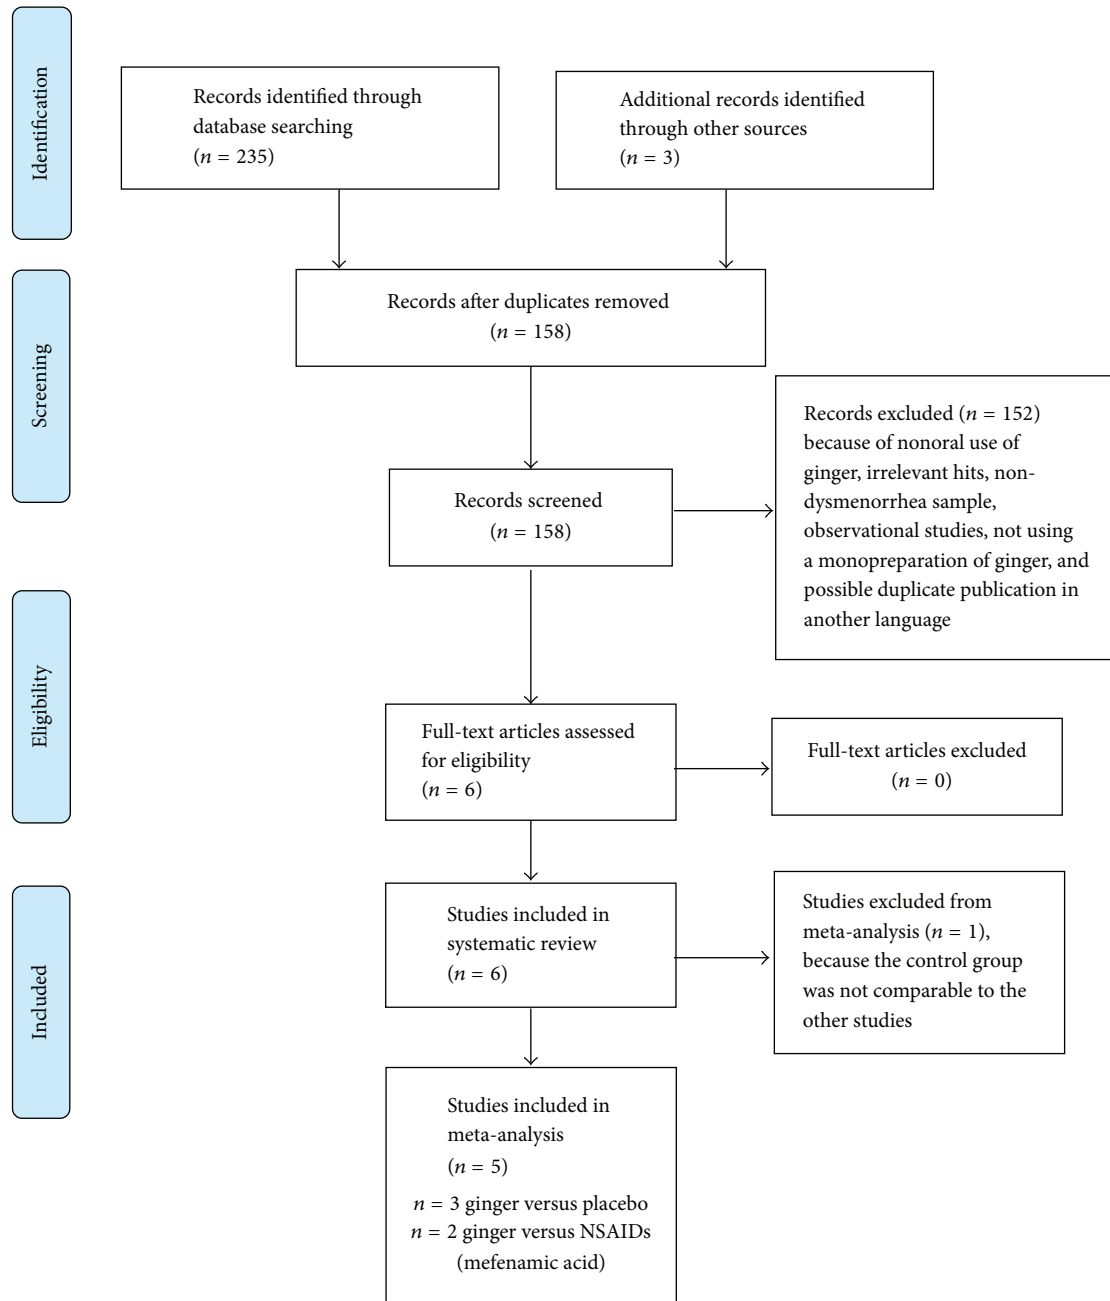 Identification
Records identified through
database searching
(n = 235)
Additional records identified
through other sources
(n = 3)
Screening
Records after duplicates removed
(n = 158)
Records screened
(n = 158)
Records excluded (n = 152)
because of nonoral use of
ginger, irrelevant hits, non-
dysmenorrhea sample,
observational studies, not using
a monopreparation of ginger, and
possible duplicate publication in
another language
Eligibility
Full-text articles assessed
for eligibility
(n = 6)
Full-text articles excluded
(n = 0)
Included
Studies included in
systematic review
(n = 6)
Studies excluded from
meta-analysis (n = 1),
because the control group
was not comparable to the
other studies
Studies included in
meta-analysis
(n = 5)
n = 3 ginger versus placebo
n = 2 ginger versus NSAIDs
(mefenamic acid)